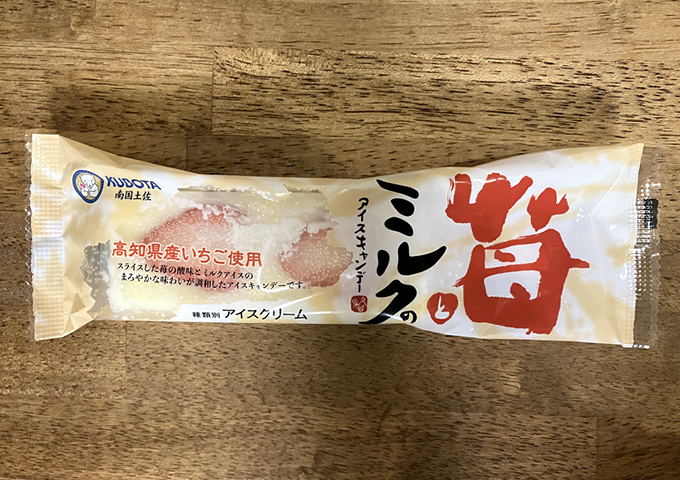 KUBOTA
南国土佐
苺
と
ミルクの
アイスキャンデー
高知県産いちご使用
スライスした苺の酸味とミルクアイスの
まろやかな味わいが調和したアイスキャンデーです。
種類別 アイスクリーム